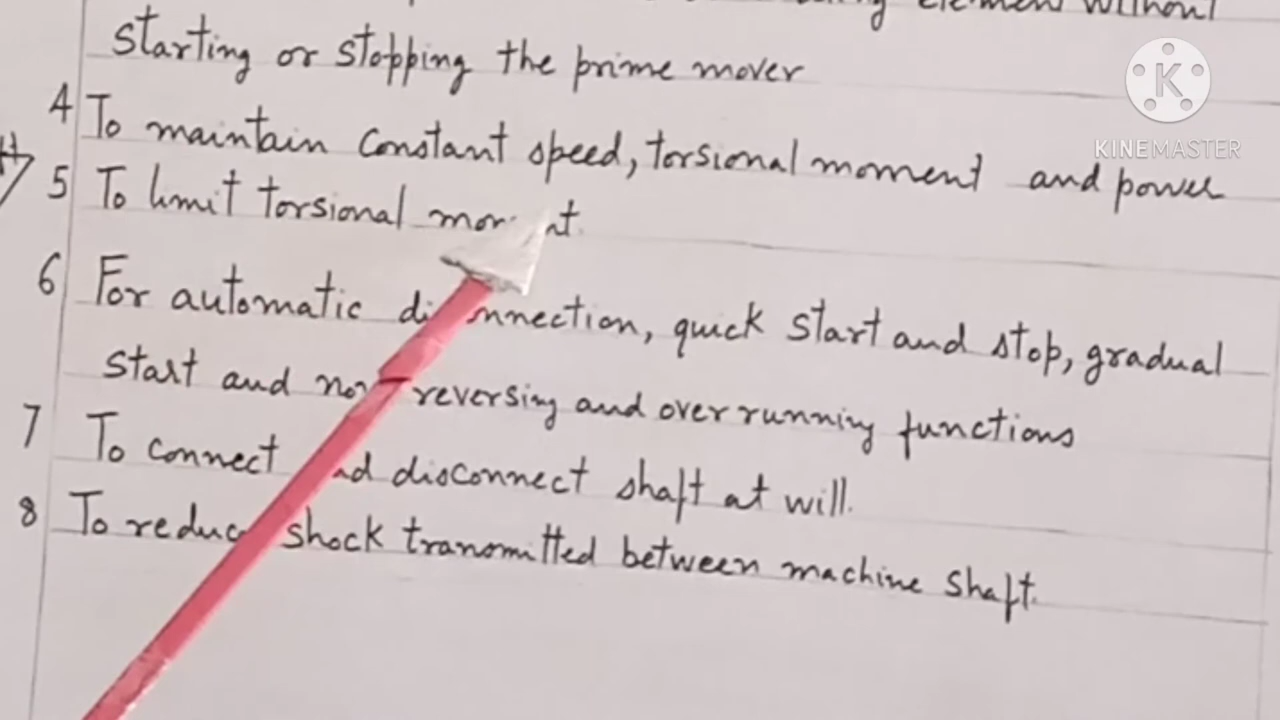 element without
starting or stopping the prime mover
4 To maintain constant speed, torsional moment and power
5 To limit torsional
6 For automatic quick start and stop, gradual
start and reversing and over running functions
7 To connect disconnect shaft at will.
8 To shock transmitted between machine shaft.
K
KINEMASTER